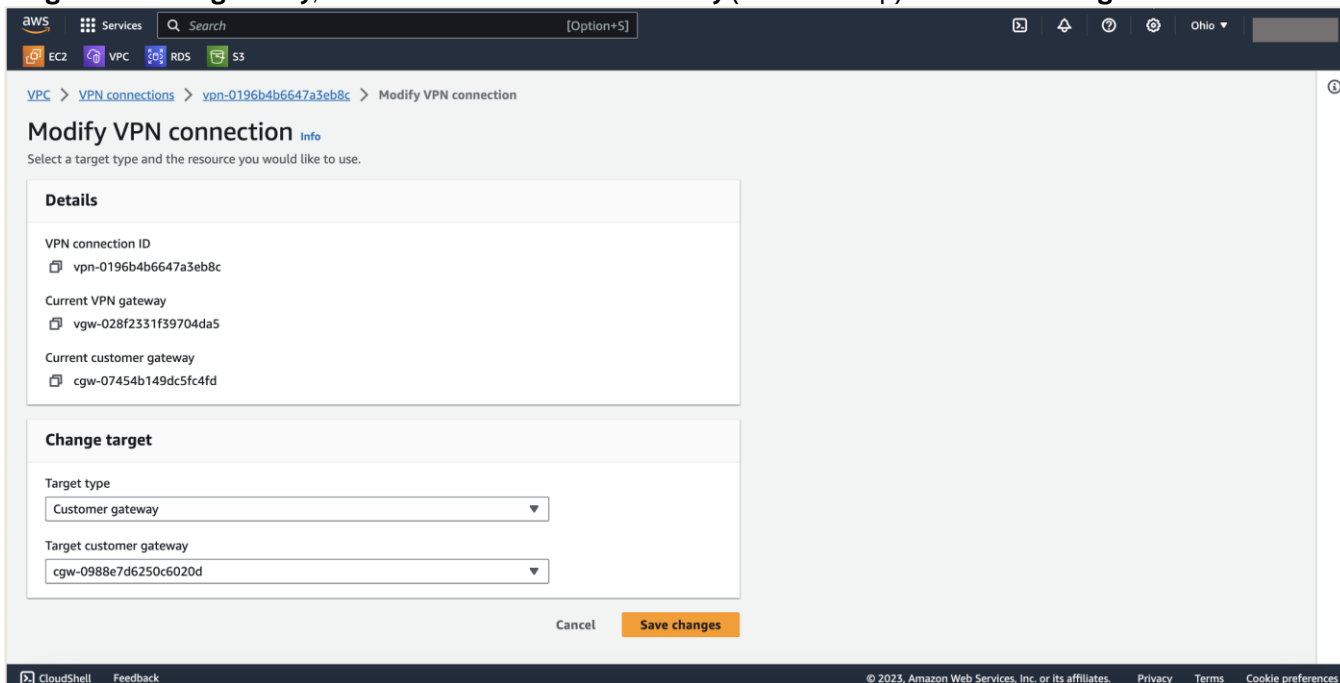 aws Services Search [Option+S] Ohio
EC2 VPC RDS S3
VPC > VPN connections > vpn-0196b4b6647a3eb8c > Modify VPN connection
Modify VPN connection Info
Select a target type and the resource you would like to use.
Details
VPN connection ID
vpn-0196b4b6647a3eb8c
Current VPN gateway
vgw-028f2331f39704da5
Current customer gateway
cgw-07454b149dc5fc4fd
Change target
Target type
Customer gateway
Target customer gateway
cgw-0988e7d6250c6020d
Cancel Save changes
CloudShell Feedback © 2023, Amazon Web Services, Inc. or its affiliates. Privacy Terms Cookie preferences